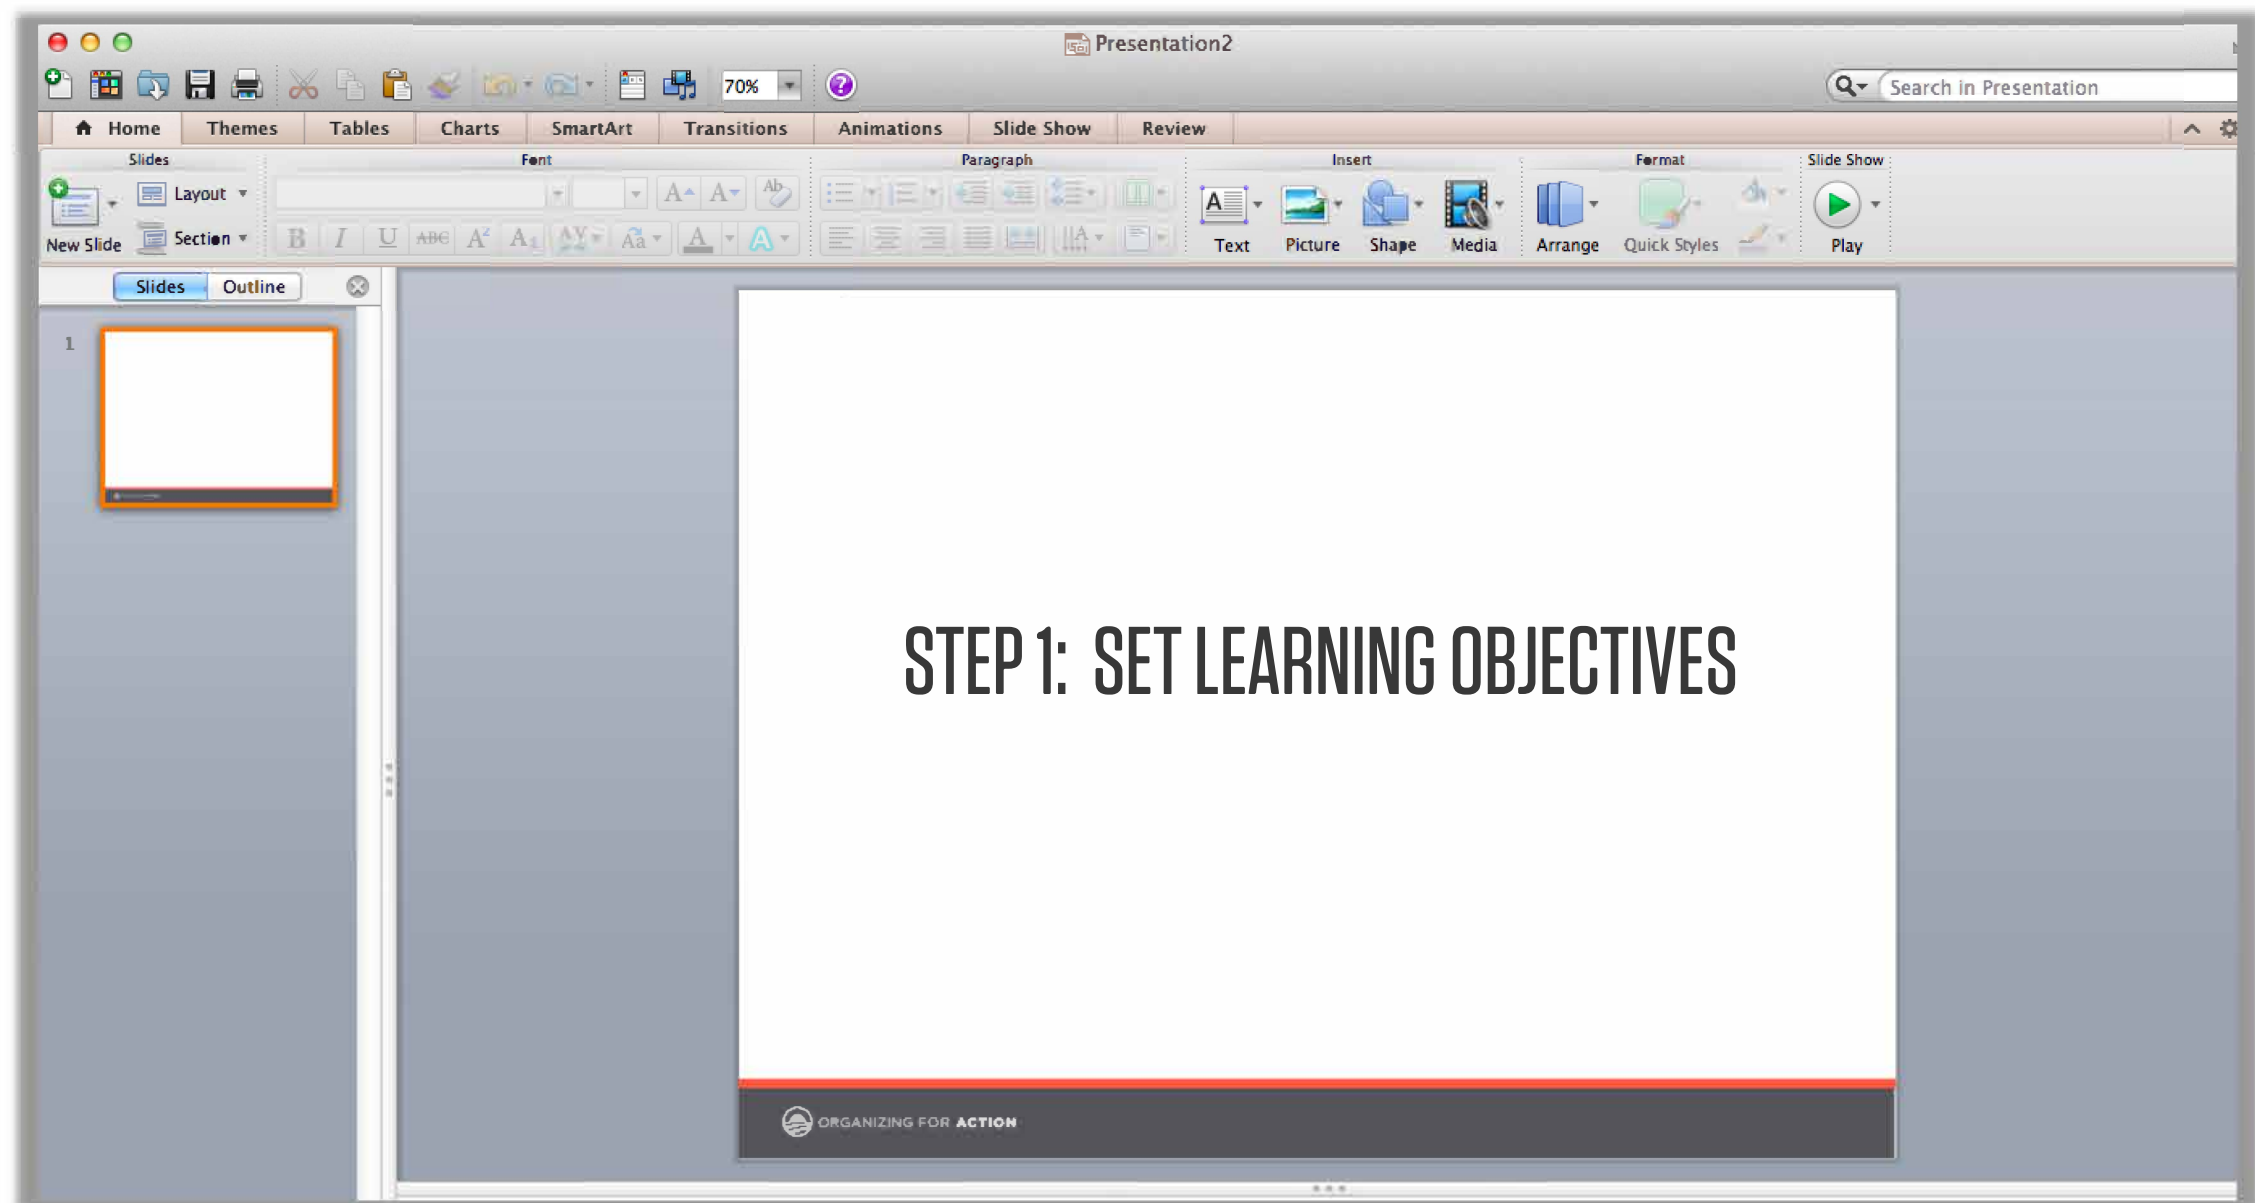 Presentation2
70%
Search in Presentation
Home Themes Tables Charts SmartArt Transitions Animations Slide Show Review
Slides Font Paragraph Insert Format Slide Show
Layout
New Slide Section
Text Picture Shape Media Arrange Quick Styles Play
Slides Outline
1
STEP 1: SET LEARNING OBJECTIVES
ORGANIZING FOR ACTION